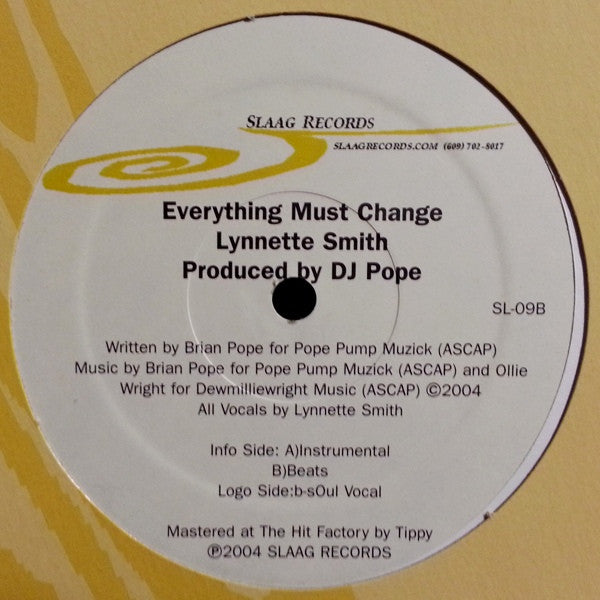 SLAAG RECORDS
SLAAGRECORDS.COM (609) 702-8017
Everything Must Change
Lynnette Smith
Produced by DJ Pope
SL-09B
Written by Brian Pope for Pope Pump Muzick (ASCAP)
Music by Brian Pope for Pope Pump Muzick (ASCAP) and Ollie
Wright for Dewmilliewright Music (ASCAP) ©2004
All Vocals by Lynnette Smith
Info Side: A)Instrumental
B)Beats
Logo Side:b-sOul Vocal
Mastered at The Hit Factory by Tippy
℗2004 SLAAG RECORDS